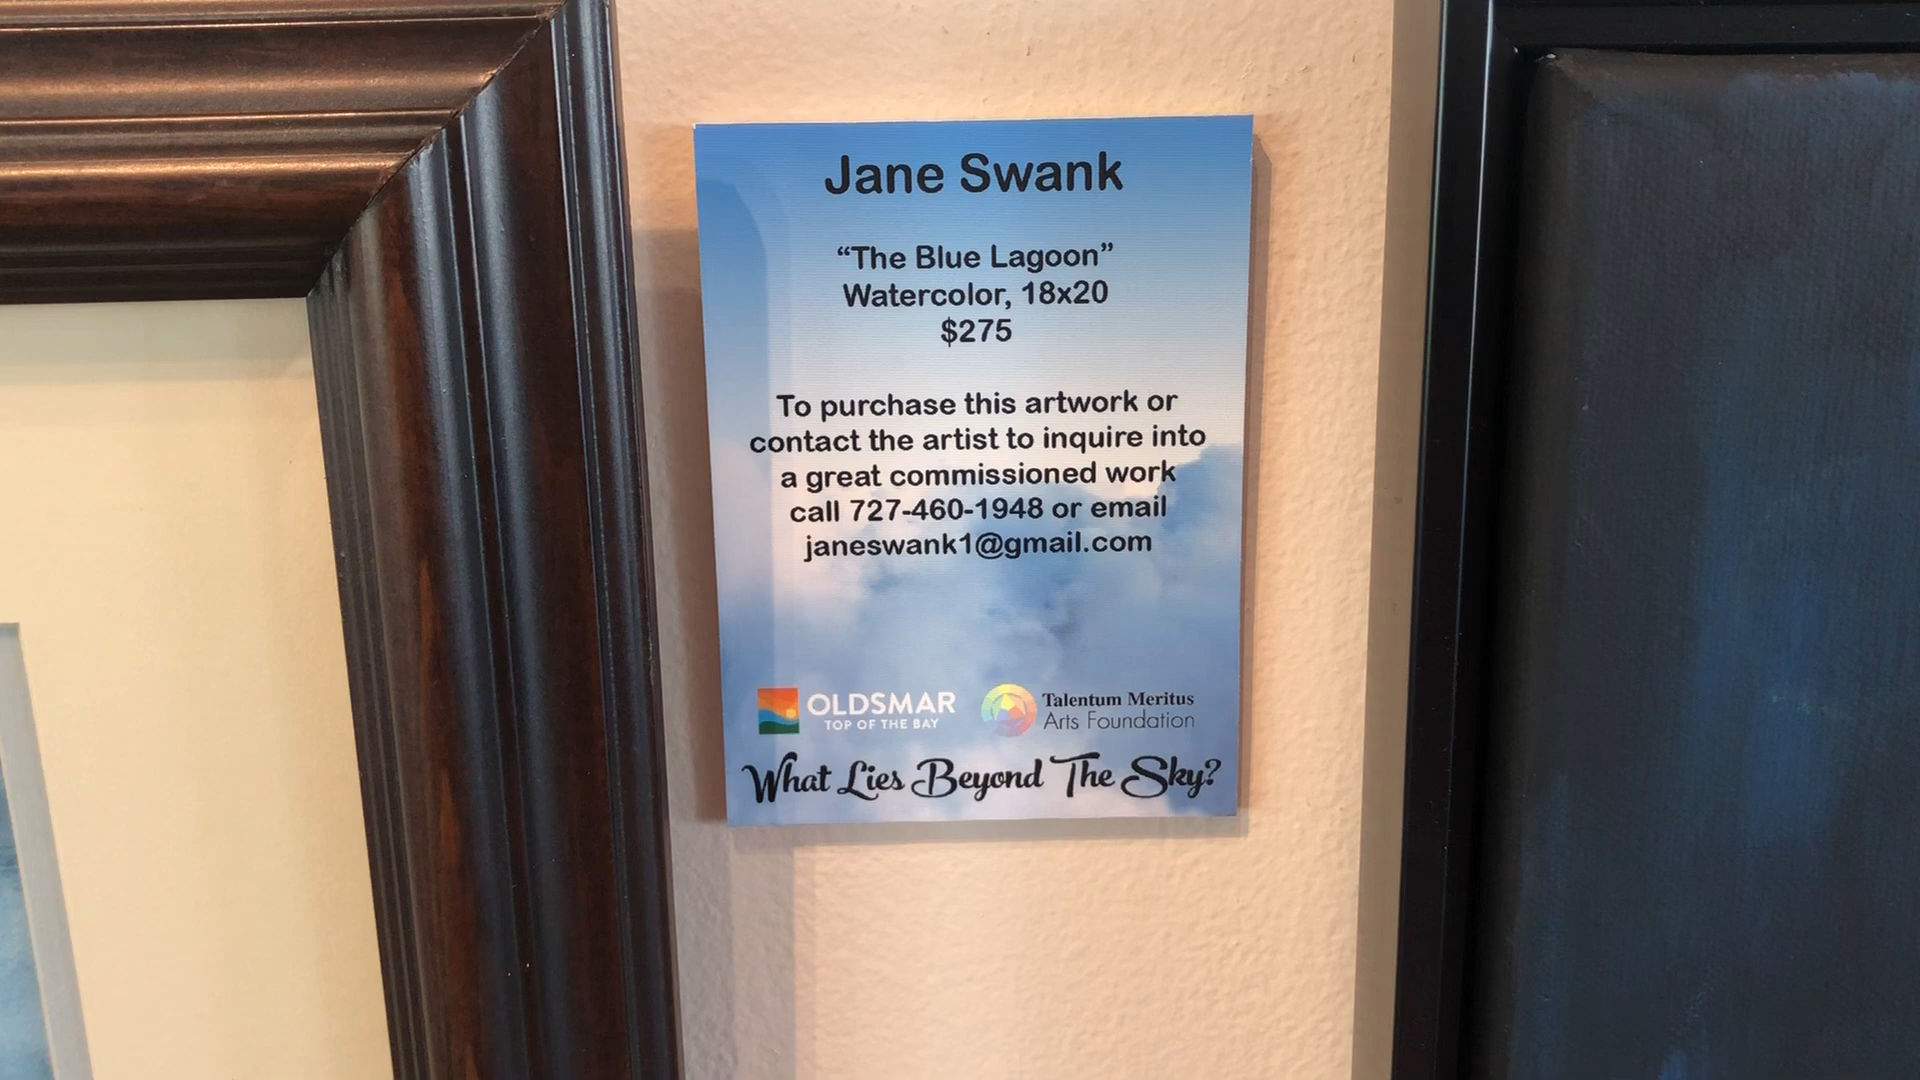 Jane Swank
“The Blue Lagoon”
Watercolor, 18x20
$275
To purchase this artwork or
contact the artist to inquire into
a great commissioned work
call 727-460-1948 or email
janeswank1@gmail.com
OLDSMAR
TOP OF THE BAY
Talentum Meritus
Arts Foundation
What Lies Beyond The Sky?